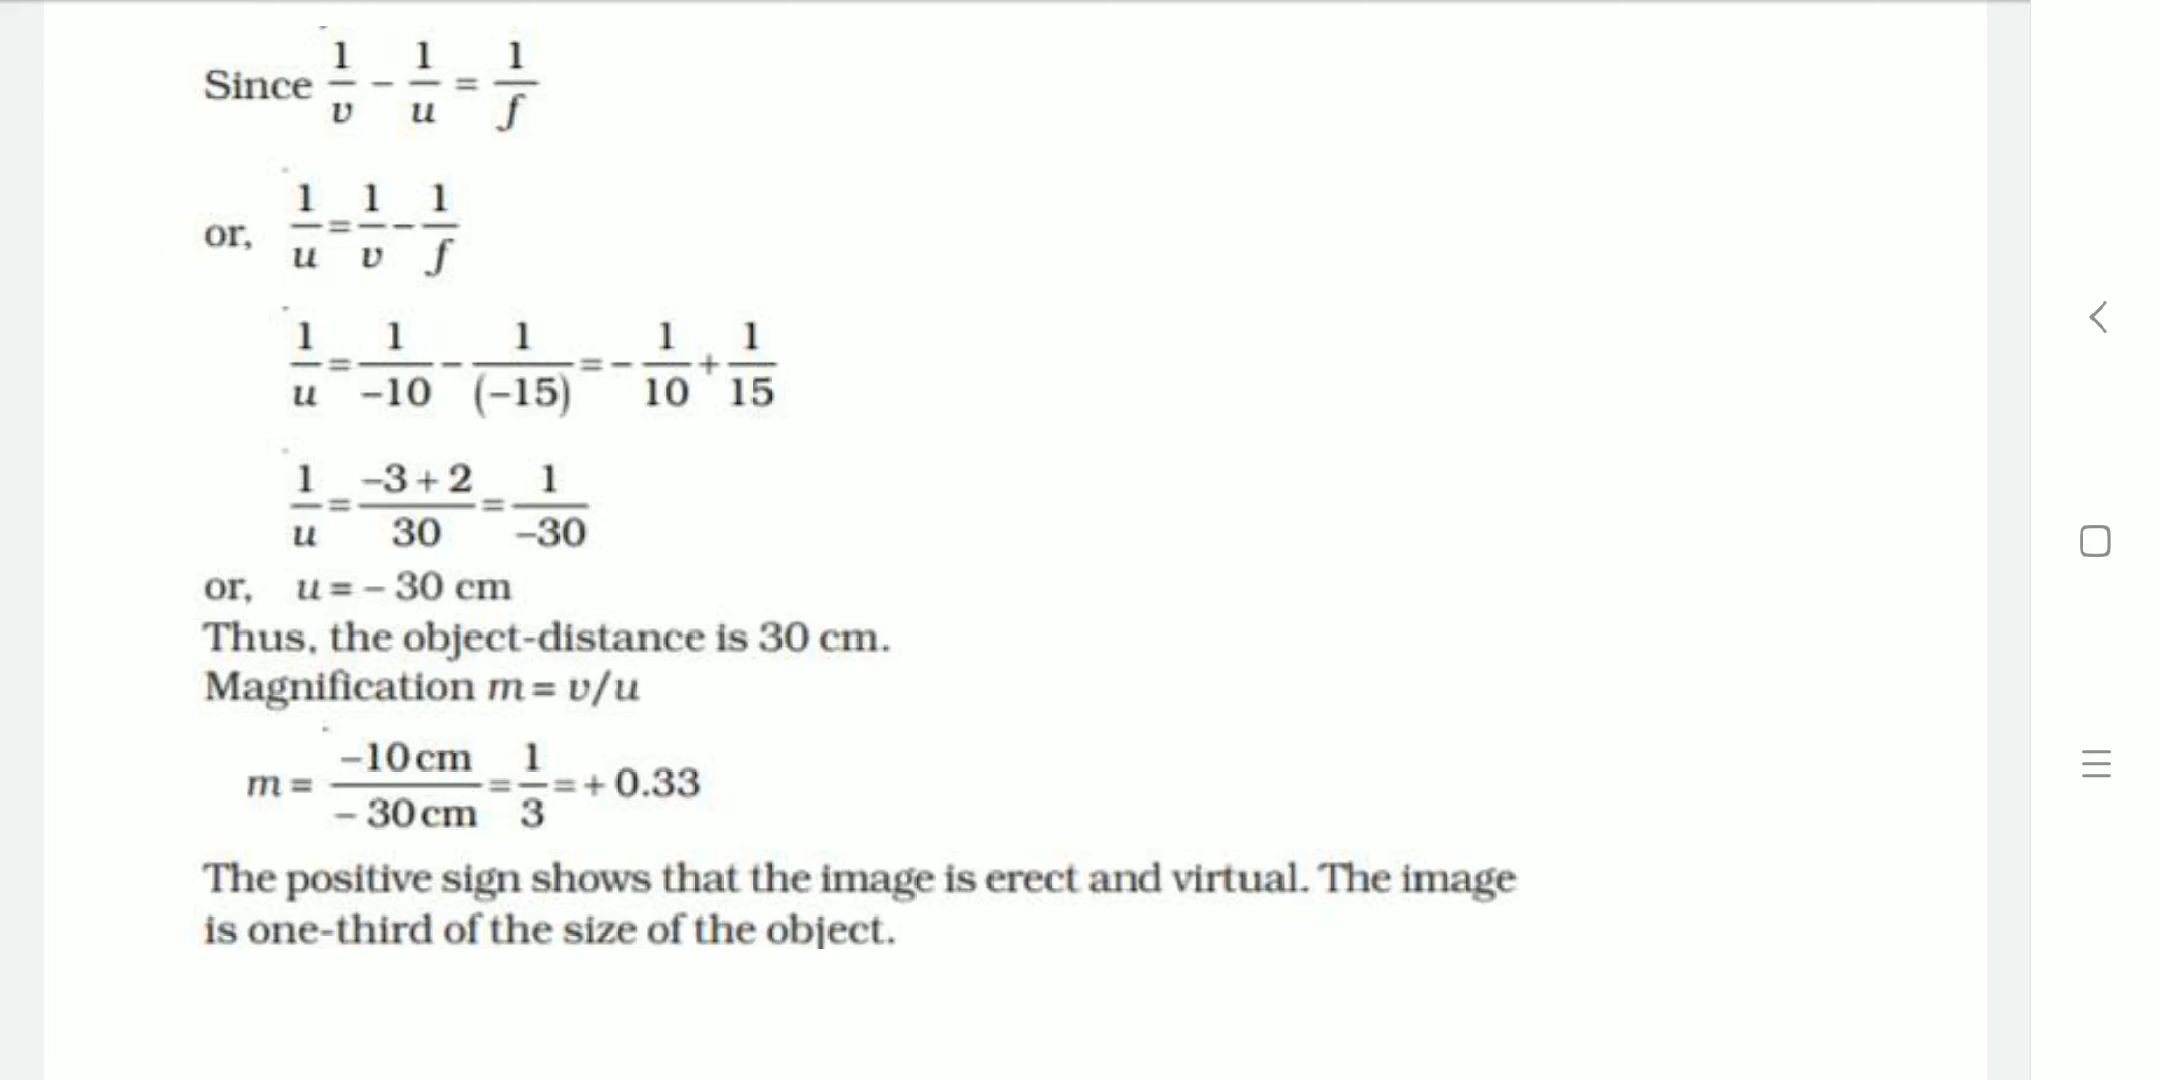 Since 1/v − 1/u = 1/f
or, 1/u = 1/v − 1/f
1/u = 1/−10 − 1/(−15) = − 1/10 + 1/15
1/u = −3 + 2/30 = 1/−30
or, u = – 30 cm
Thus, the object-distance is 30 cm.
Magnification m = v/u
m = −10 cm/− 30 cm = 1/3 = + 0.33
The positive sign shows that the image is erect and virtual. The image
is one-third of the size of the object.